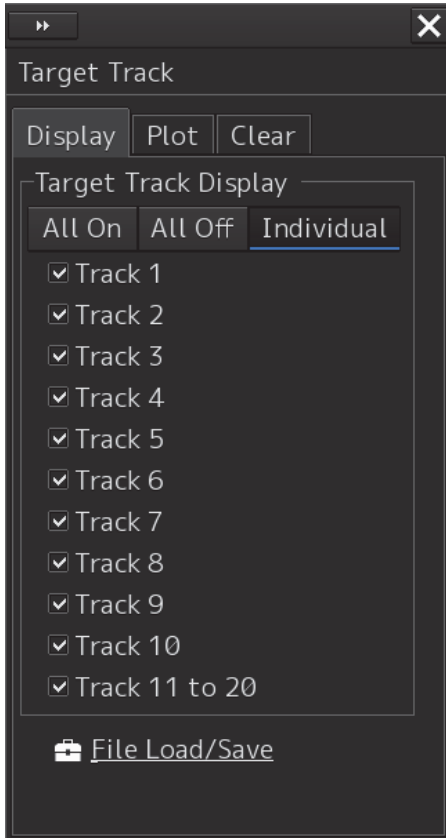 Target Track
Display Plot Clear
Target Track Display
All On All Off Individual
Track 1
Track 2
Track 3
Track 4
Track 5
Track 6
Track 7
Track 8
Track 9
Track 10
Track 11 to 20
File Load/Save